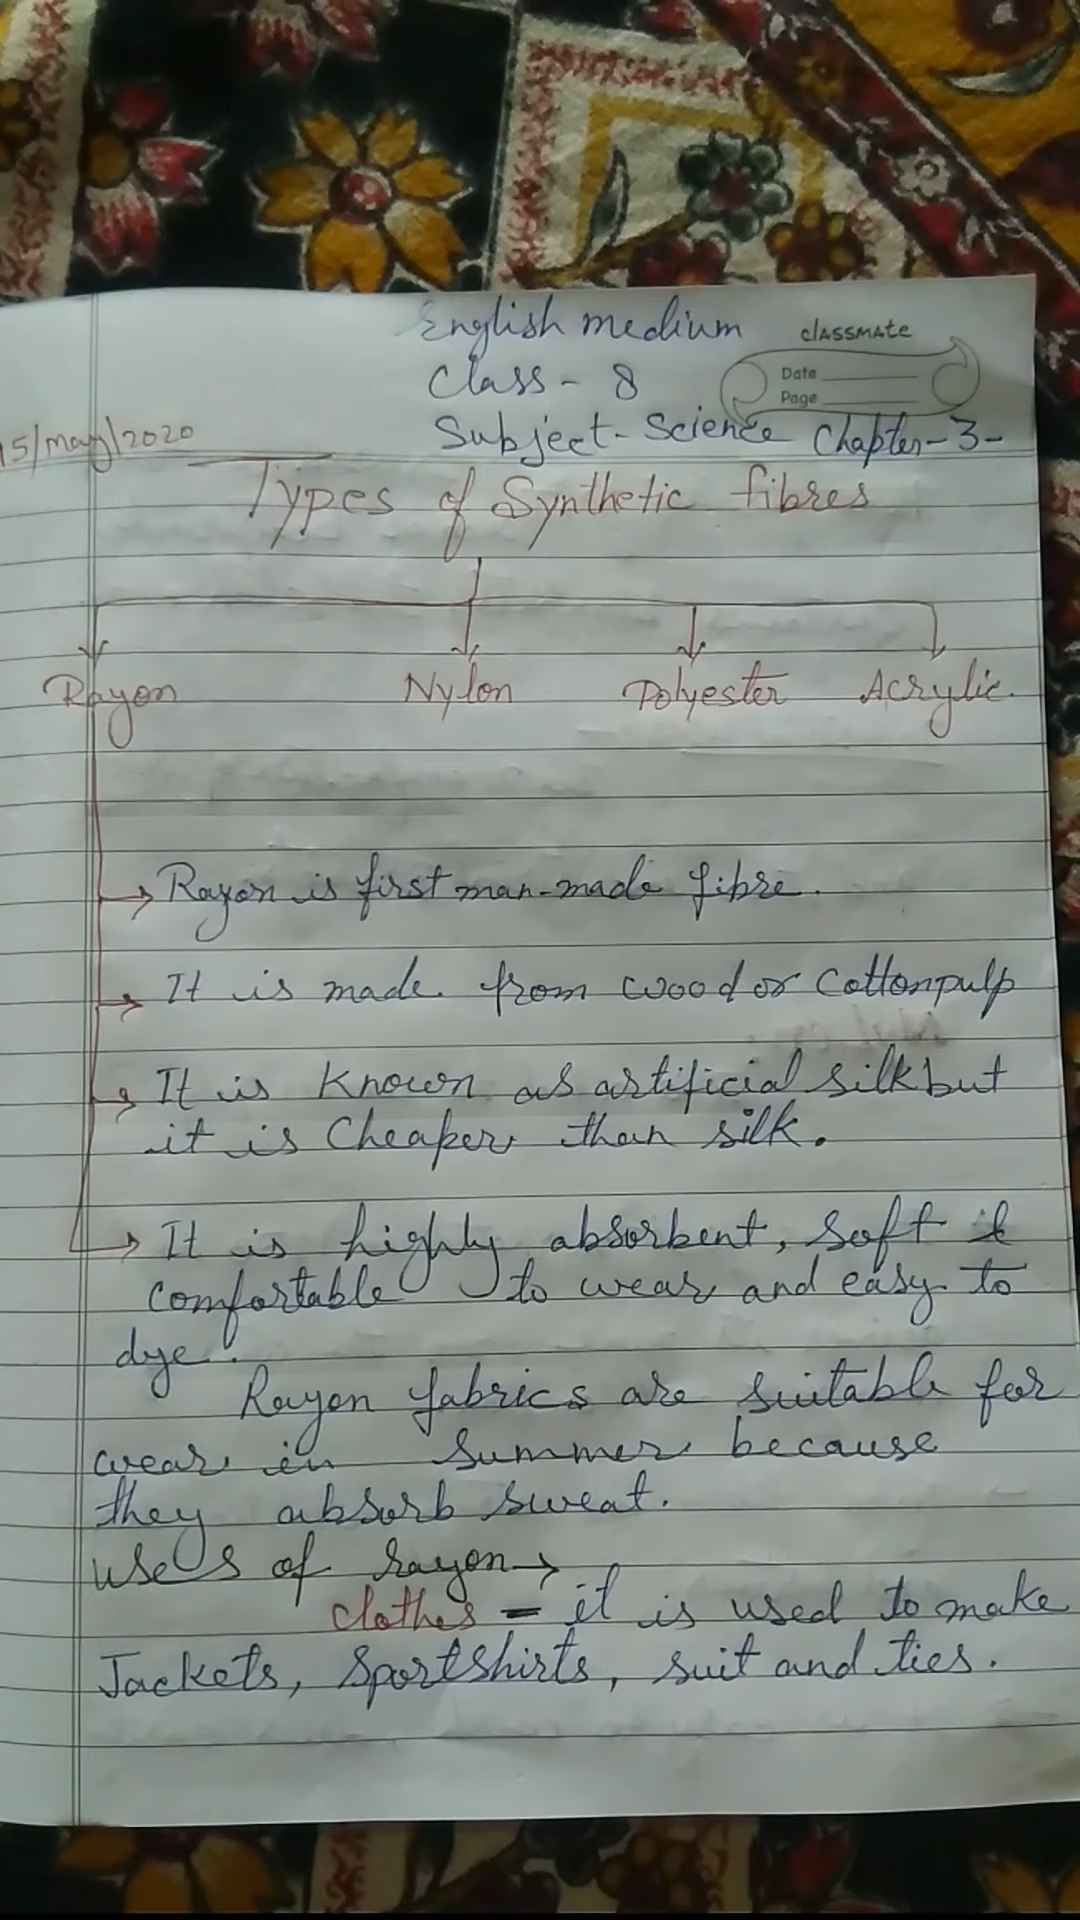 English medium
classmate
Class - 8
Date
Page
15/may/2020
Subject - Science Chapter - 3 -
Types of Synthetic fibres
Rayon Nylon Polyester Acrylic.
→ Rayon is first man-made fibre.
→ It is made from wood or Cottonpulp
→ It is Known as artificial silk but
it is Cheaper than silk.
→ It is highly absorbent, soft &
comfortable to wear and easy to
dye.
Rayon fabrics are suitable for
wear in summer because
they absorb sweat.
Uses of rayon →
clothes - it is used to make
Jackets, Sportshirts, suit and ties.